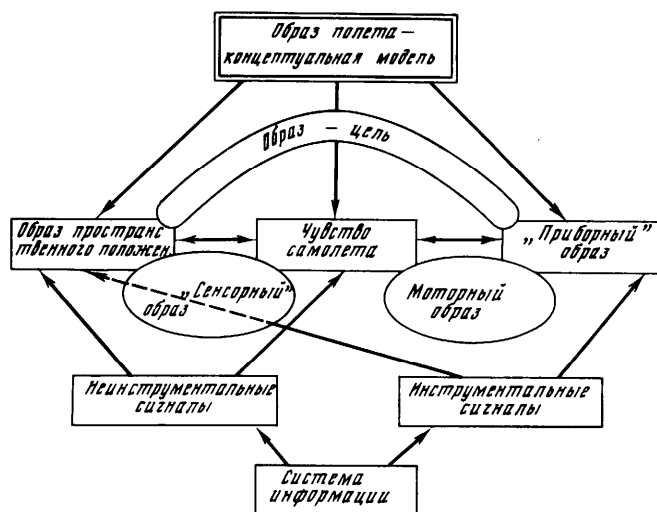 Образ полета —
концептуальная модель
Образ — цель
Образ пространс
твенного положен.
Чувство
самолета
„Приборный"
образ
„Сенсорный"
образ
Моторный
образ
Неинструментальные
сигналы
Инструментальные
сигналы
Система
информации